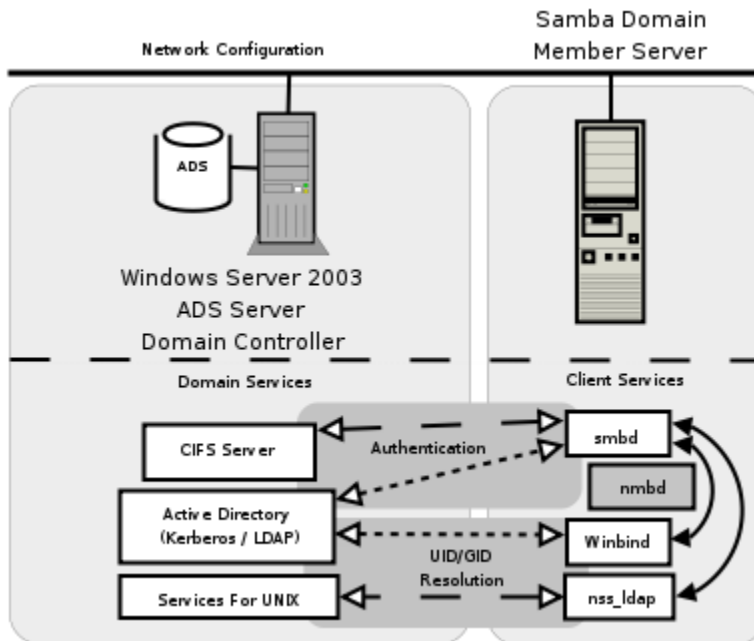 Samba Domain
Member Server
Network Configuration
ADS
Windows Server 2003
ADS Server
Domain Controller
Domain Services
Client Services
CIFS Server
Authentication
smbd
nmbd
Active Directory
(Kerberos / LDAP)
Winbind
UID/GID
Resolution
Services For UNIX
nss_ldap